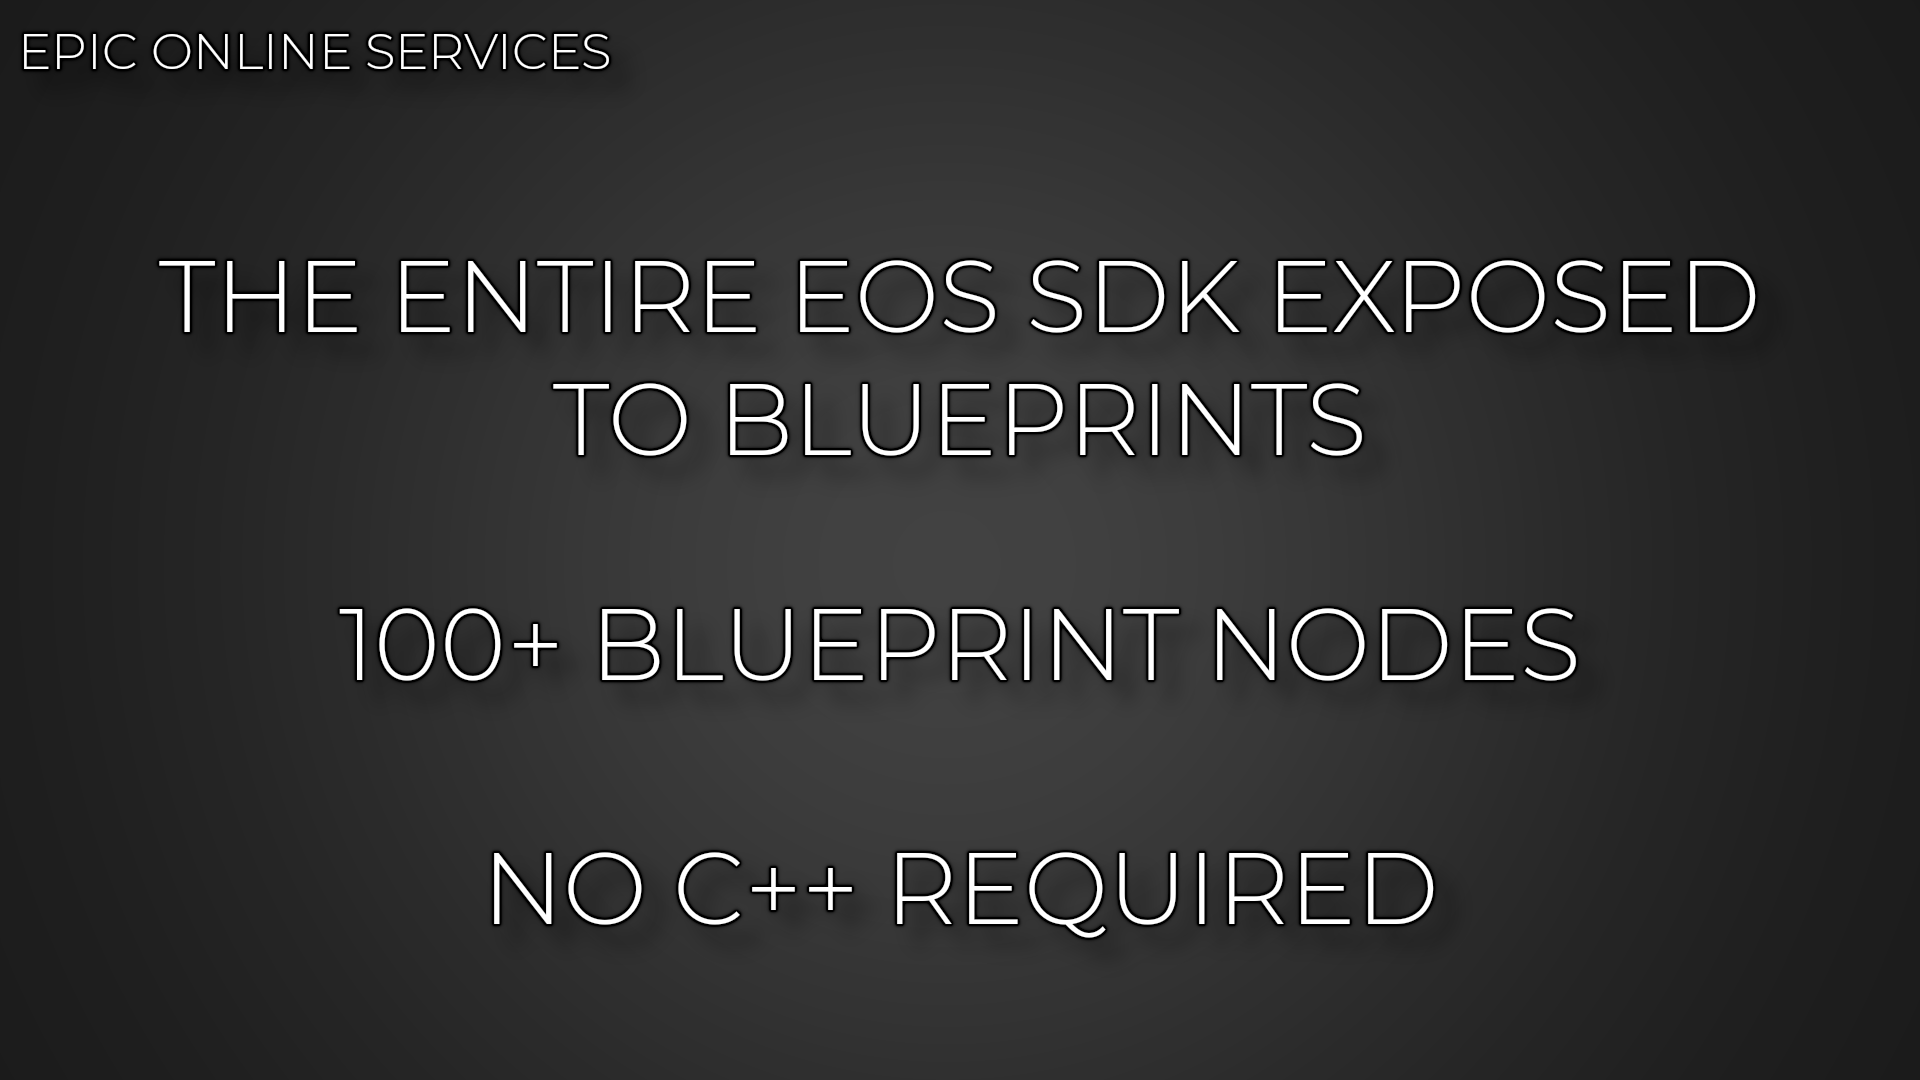 EPIC ONLINE SERVICES
THE ENTIRE EOS SDK EXPOSED
TO BLUEPRINTS
100+ BLUEPRINT NODES
NO C++ REQUIRED